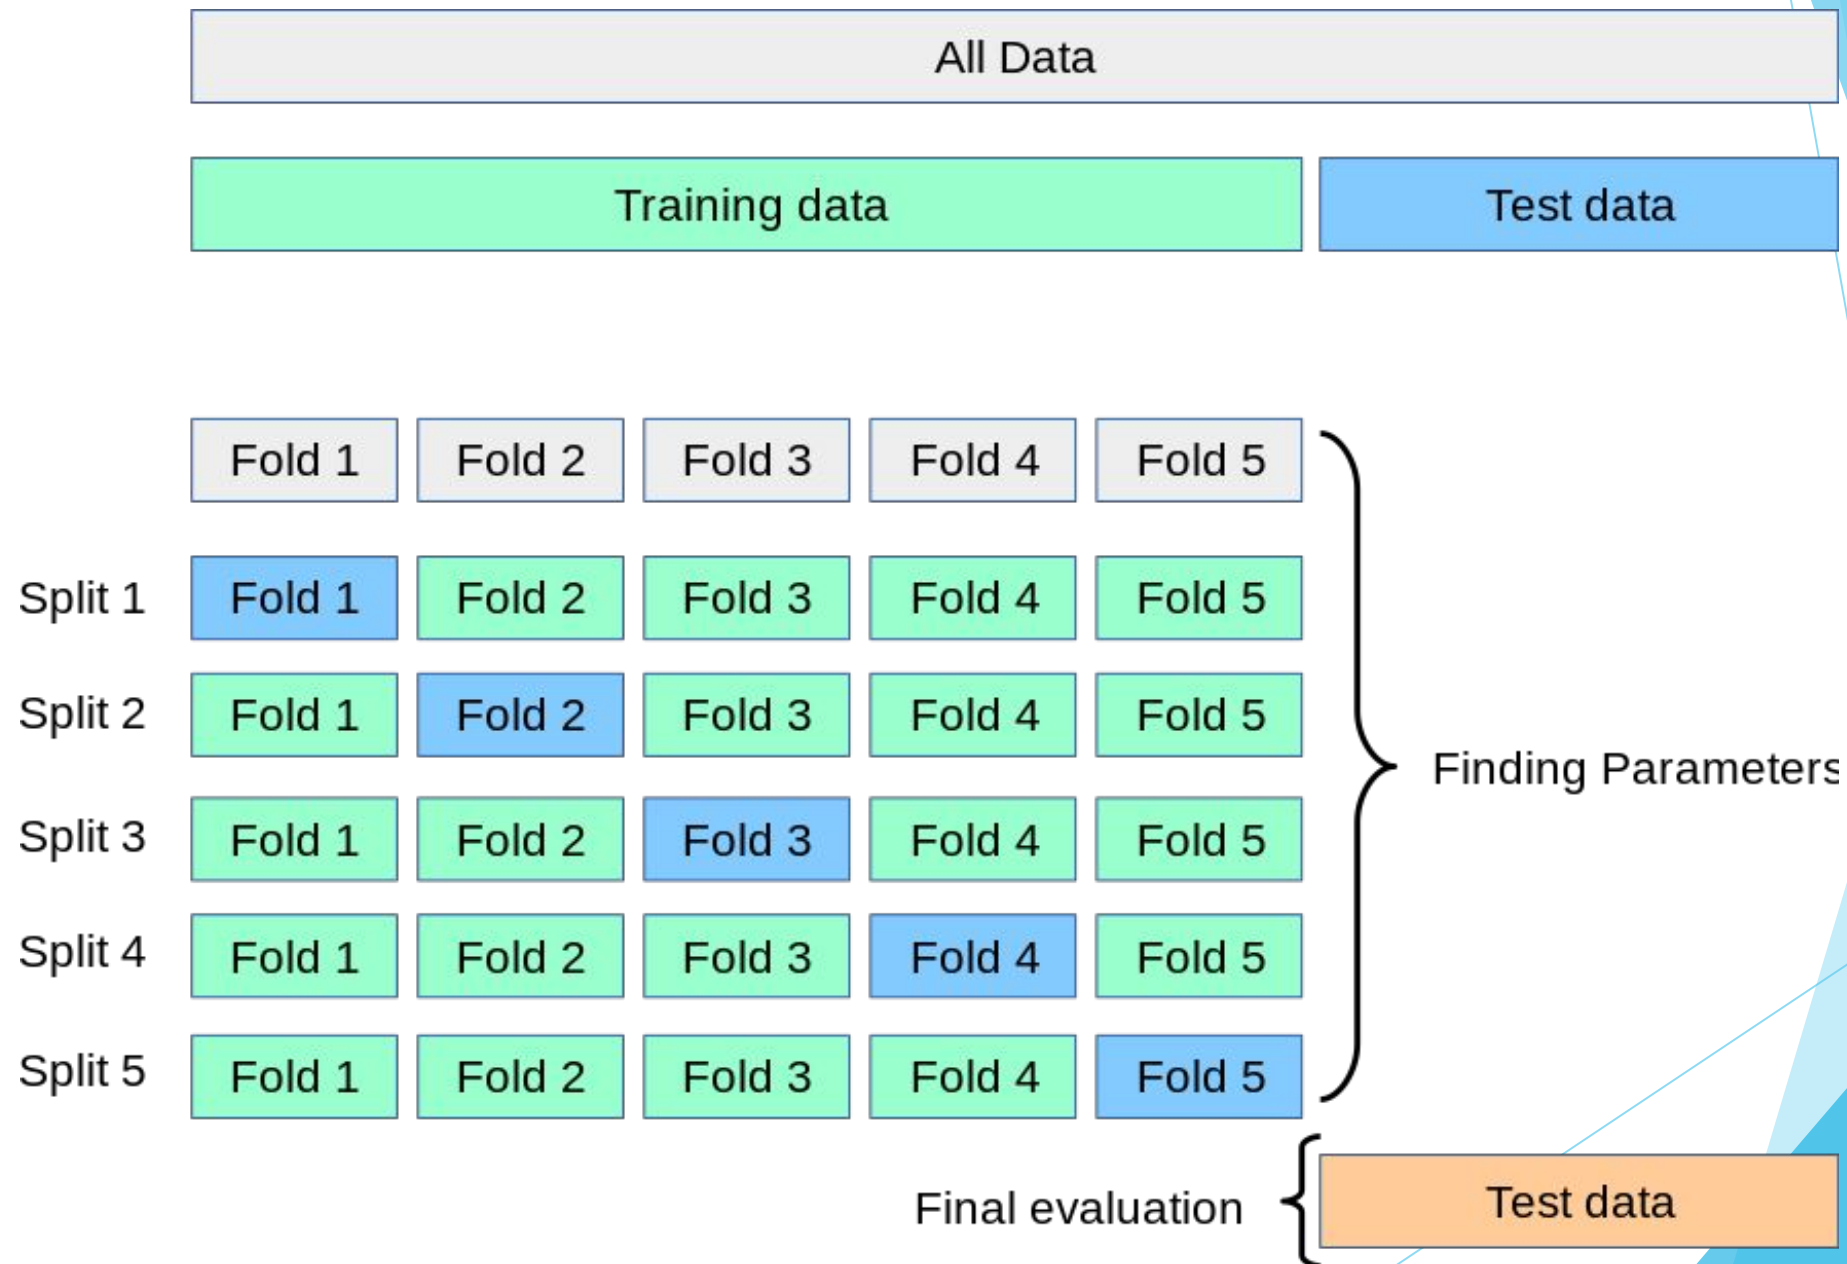 All Data
Training data Test data
Fold 1 Fold 2 Fold 3 Fold 4 Fold 5
Split 1 Fold 1 Fold 2 Fold 3 Fold 4 Fold 5
Split 2 Fold 1 Fold 2 Fold 3 Fold 4 Fold 5
Finding Parameters
Split 3 Fold 1 Fold 2 Fold 3 Fold 4 Fold 5
Split 4 Fold 1 Fold 2 Fold 3 Fold 4 Fold 5
Split 5 Fold 1 Fold 2 Fold 3 Fold 4 Fold 5
Final evaluation Test data